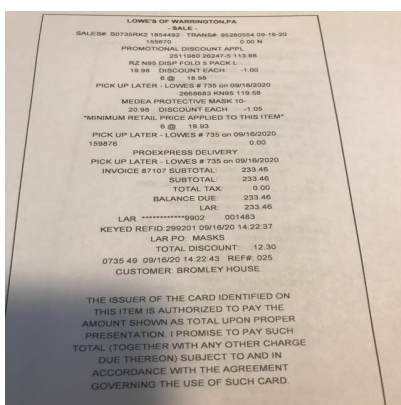 LOWE'S OF WARRINGTON,PA
- SALE -
SALES#: S0735RK2 1854492 TRANS#: 95280554 09-16-20
155670 0.00 N
PROMOTIONAL DISCOUNT APPL
2511980 26247-5 113.88
RZ N95 DISP FOLD 5 PACK L
19.98 DISCOUNT EACH -1.00
6 @ 18.98
PICK UP LATER - LOWES # 735 on 09/16/2020
2668683 KN95 119.58
MEDEA PROTECTIVE MASK 10-
20.98 DISCOUNT EACH -1.05
"MINIMUM RETAIL PRICE APPLIED TO THIS ITEM"
6 @ 19.93
PICK UP LATER - LOWES # 735 on 09/16/2020
159876 0.00
PROEXPRESS DELIVERY
PICK UP LATER - LOWES # 735 on 09/16/2020
INVOICE 87107 SUBTOTAL: 233.46
SUBTOTAL: 233.46
TOTAL TAX: 0.00
BALANCE DUE: 233.46
LAR: 233.46
LAR ************9902 001483
KEYED REFID:299201 09/16/20 14:22:37
LAR PO: MASKS
TOTAL DISCOUNT: 12.30
0735 49 09/16/20 14:22:43 REF#: 025
CUSTOMER: BROMLEY HOUSE
THE ISSUER OF THE CARD IDENTIFIED ON
THIS ITEM IS AUTHORIZED TO PAY THE
AMOUNT SHOWN AS TOTAL UPON PROPER
PRESENTATION. I PROMISE TO PAY SUCH
TOTAL (TOGETHER WITH ANY OTHER CHARGE
DUE THEREON) SUBJECT TO AND IN
ACCORDANCE WITH THE AGREEMENT
GOVERNING THE USE OF SUCH CARD.